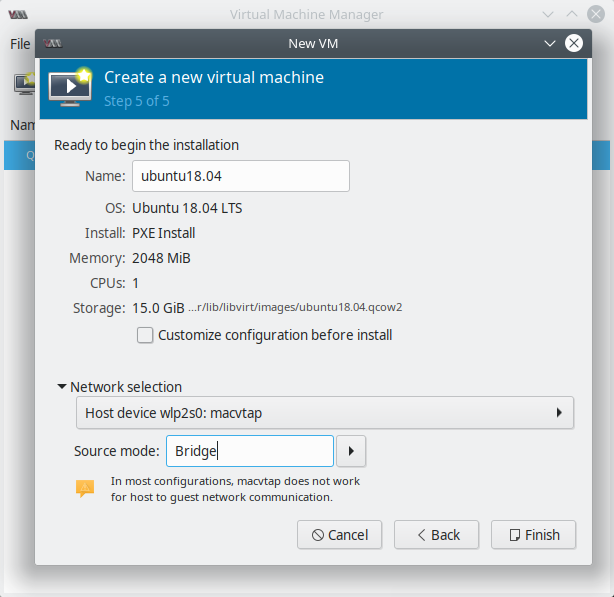 Virtual Machine Manager
File
New VM
Create a new virtual machine
Step 5 of 5
Nam
Q
Ready to begin the installation
Name: ubuntu18.04
OS: Ubuntu 18.04 LTS
Install: PXE Install
Memory: 2048 MiB
CPUs: 1
Storage: 15.0 GiB ...r/lib/libvirt/images/ubuntu18.04.qcow2
Customize configuration before install
Network selection
Host device wlp2s0: macvtap
Source mode: Bridge
In most configurations, macvtap does not work
for host to guest network communication.
Cancel Back Finish